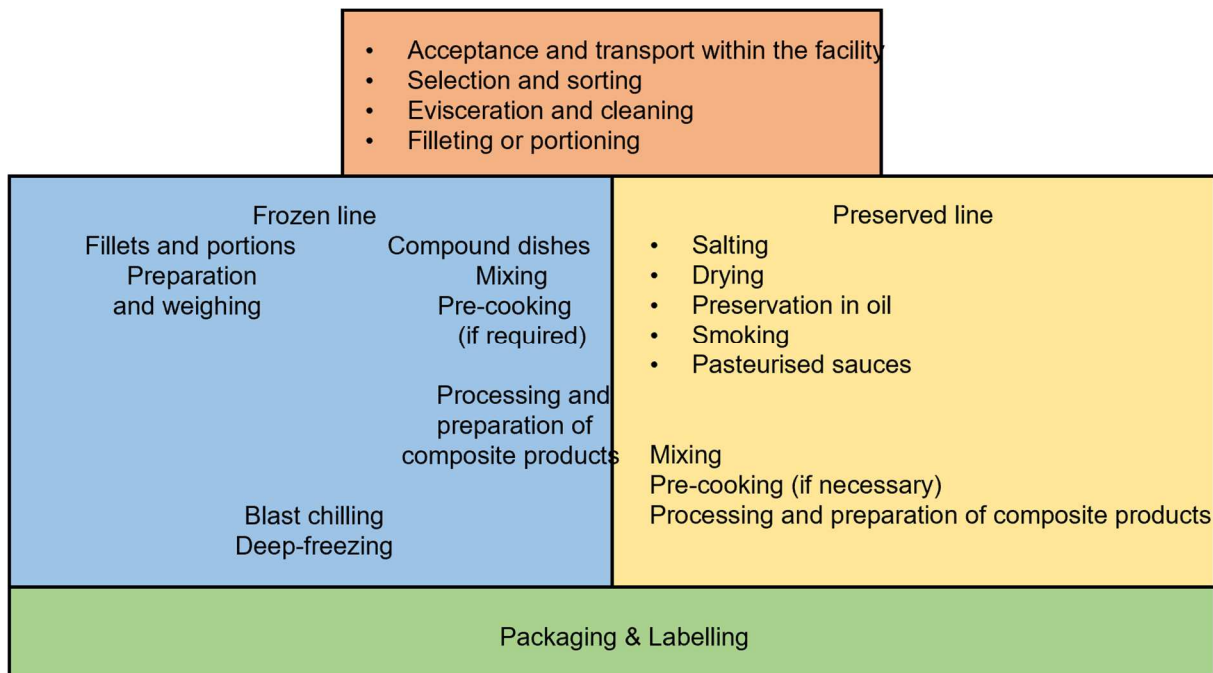 • Acceptance and transport within the facility
• Selection and sorting
• Evisceration and cleaning
• Filleting or portioning
Frozen line
Fillets and portions
Preparation
and weighing
Compound dishes
Mixing
Pre-cooking
(if required)
Processing and
preparation of
composite products
Blast chilling
Deep-freezing
Preserved line
• Salting
• Drying
• Preservation in oil
• Smoking
• Pasteurised sauces
Mixing
Pre-cooking (if necessary)
Processing and preparation of composite products
Packaging & Labelling